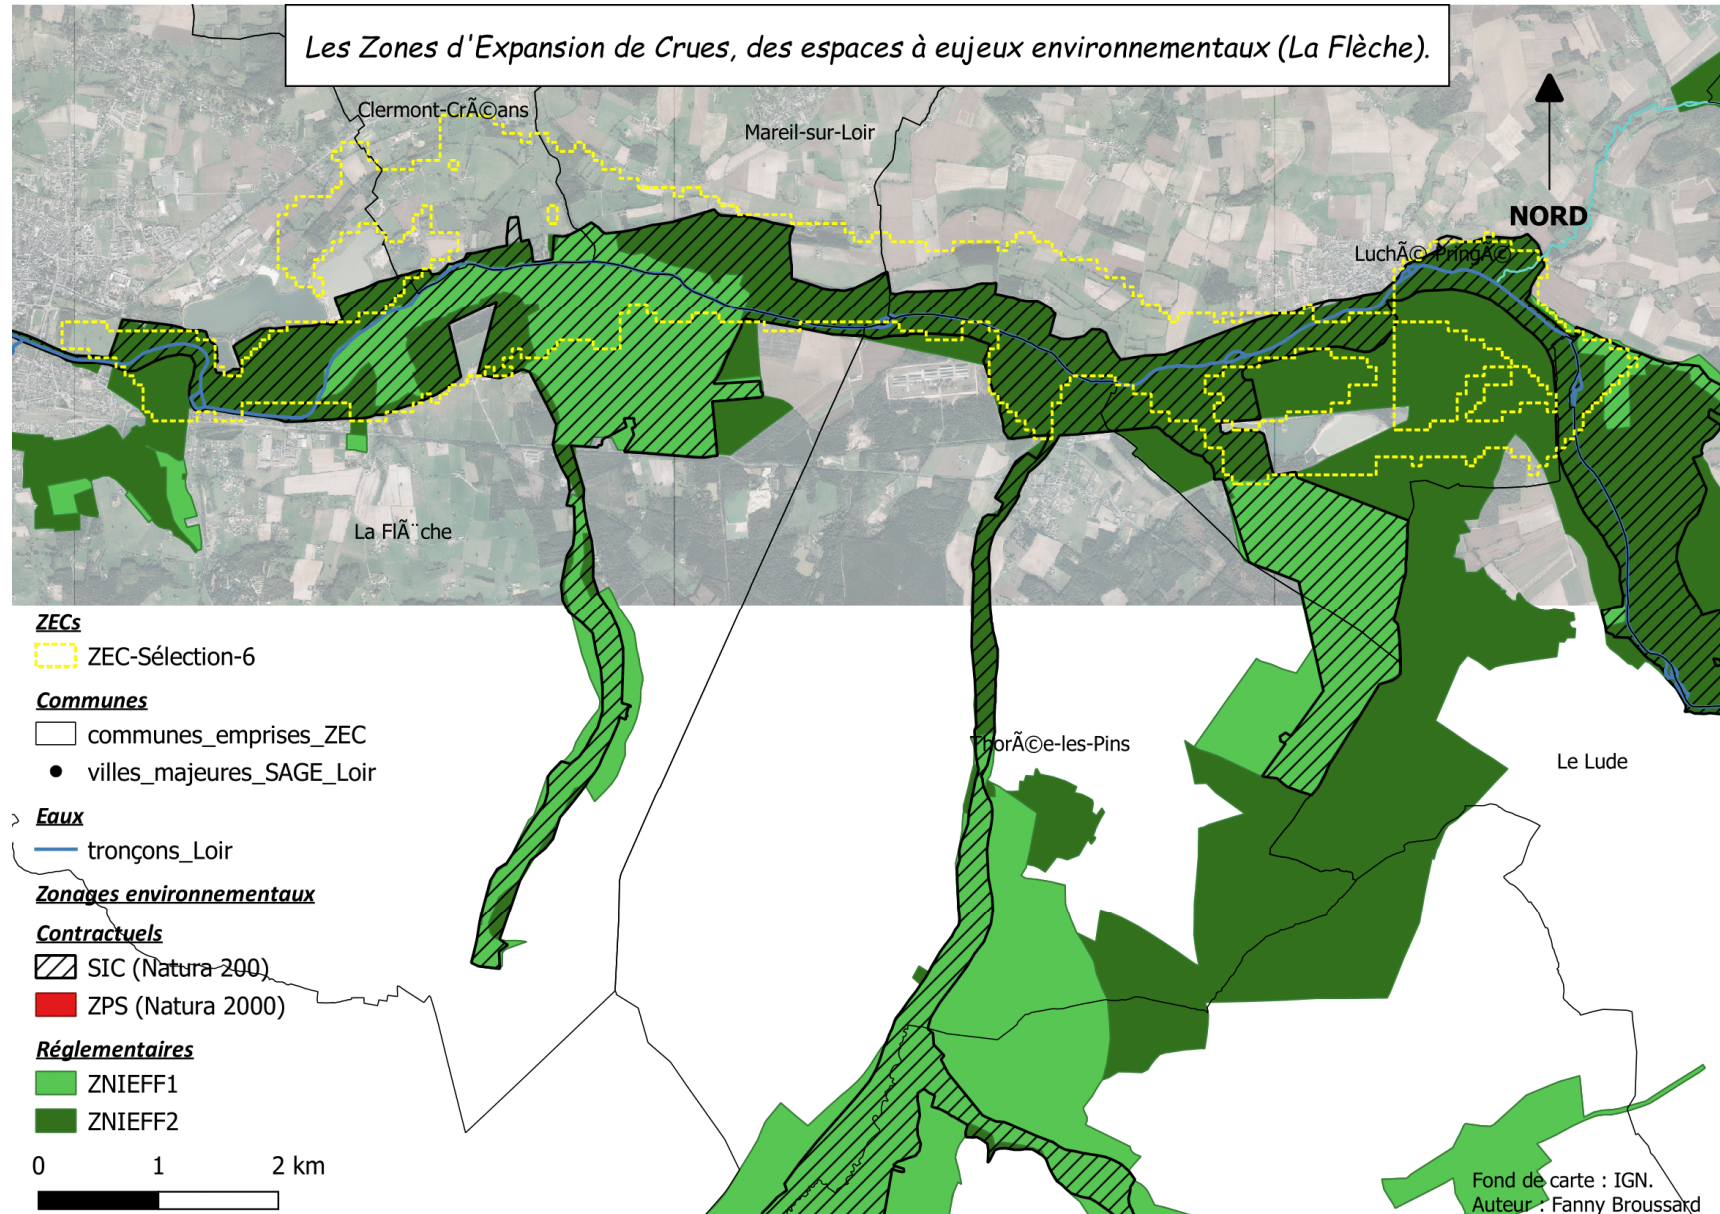 Les Zones d'Expansion de Crues, des espaces à eujeux environnementaux (La Flèche).
Clermont-CrÃ©ans
Mareil-sur-Loir
NORD
LuchÃ©-PringÃ©
La FlÃ¨che
ThorÃ©e-les-Pins
Le Lude
ZECs
ZEC-Sélection-6
Communes
communes_emprises_ZEC
villes_majeures_SAGE_Loir
Eaux
tronçons_Loir
Zonages environnementaux
Contractuels
SIC (Natura 200)
ZPS (Natura 2000)
Réglementaires
ZNIEFF1
ZNIEFF2
0 1 2 km
Fond de carte : IGN.
Auteur : Fanny Broussard